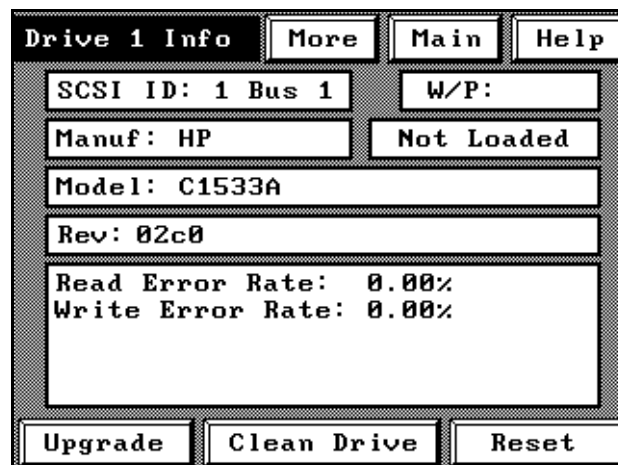 Drive 1 Info More Main Help
SCSI ID: 1 Bus 1 W/P:
Manuf: HP Not Loaded
Model: C1533A
Rev: 02c0
Read Error Rate: 0.00%
Write Error Rate: 0.00%
Upgrade Clean Drive Reset